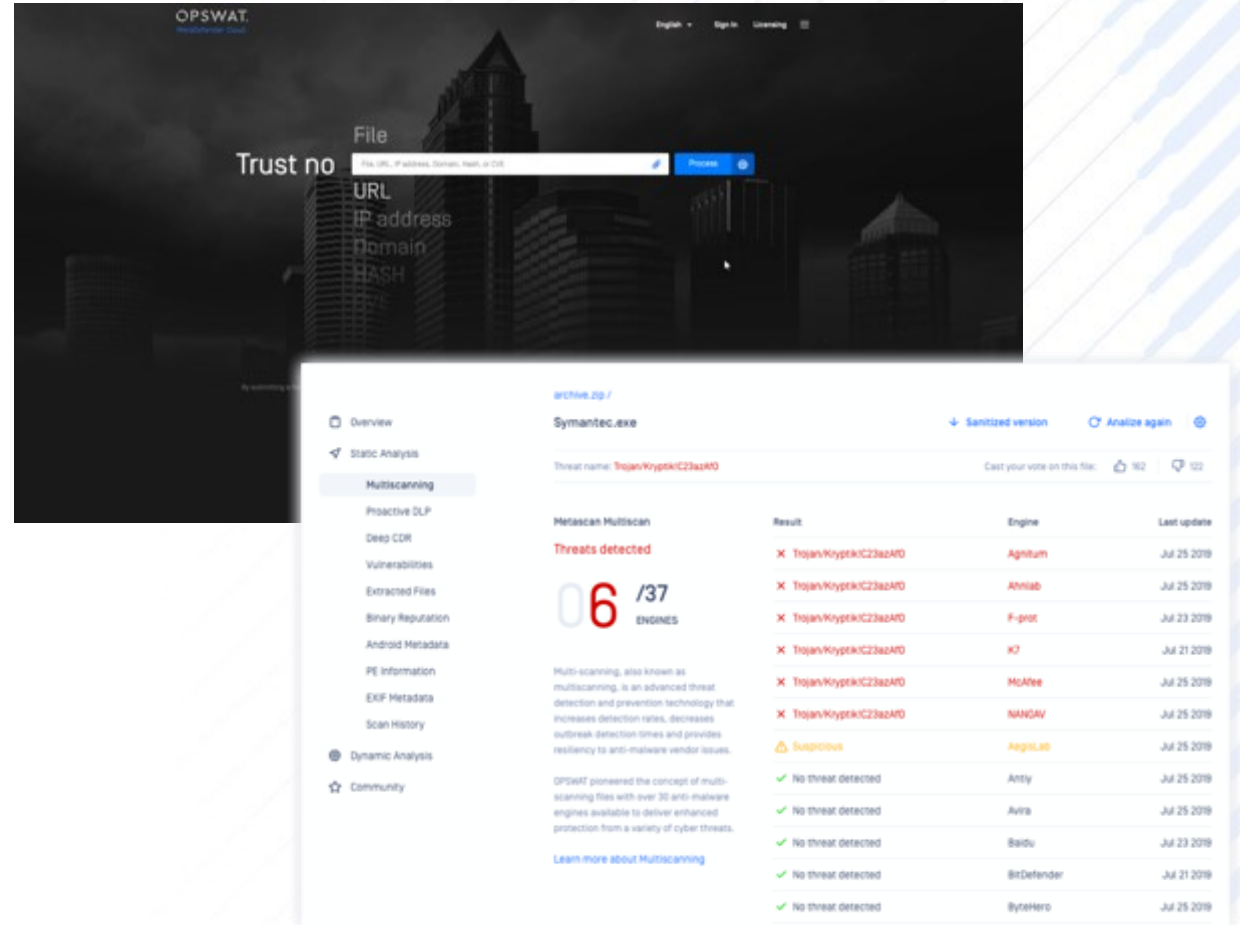 OPSWAT.
MetaDefender Cloud
English
Sign In
Licensing
File
Trust no
File, URL, IP address, Domain, Hash, or CVE
Process
URL
IP address
Domain
HASH
CVE
By submitting a
archive.zip /
Overview
Symantec.exe
Sanitized version
Analize again
Static Analysis
Threat name: Trojan/Kryptik!C23azAf0
Cast your vote on this file:
162
122
Multiscanning
Proactive DLP
Deep CDR
Vulnerabilities
Extracted Files
Binary Reputation
Android Metadata
PE Information
EXIF Metadata
Scan History
Dynamic Analysis
Community
Metascan Multiscan
Threats detected
06 /37
ENGINES
Multi-scanning, also known as
multiscanning, is an advanced threat
detection and prevention technology that
increases detection rates, decreases
outbreak detection times and provides
resiliency to anti-malware vendor issues.
OPSWAT pioneered the concept of multi-
scanning files with over 30 anti-malware
engines available to deliver enhanced
protection from a variety of cyber threats.
Learn more about Multiscanning
Result Engine Last update
Trojan/Kryptik!C23azAf0 Agnitum Jul 25 2019
Trojan/Kryptik!C23azAf0 Ahnlab Jul 25 2019
Trojan/Kryptik!C23azAf0 F-prot Jul 23 2019
Trojan/Kryptik!C23azAf0 K7 Jul 21 2019
Trojan/Kryptik!C23azAf0 McAfee Jul 25 2019
Trojan/Kryptik!C23azAf0 NANOAV Jul 25 2019
Suspicious AegisLab Jul 25 2019
No threat detected Antiy Jul 25 2019
No threat detected Avira Jul 25 2019
No threat detected Baidu Jul 23 2019
No threat detected BitDefender Jul 21 2019
No threat detected ByteHero Jul 25 2019